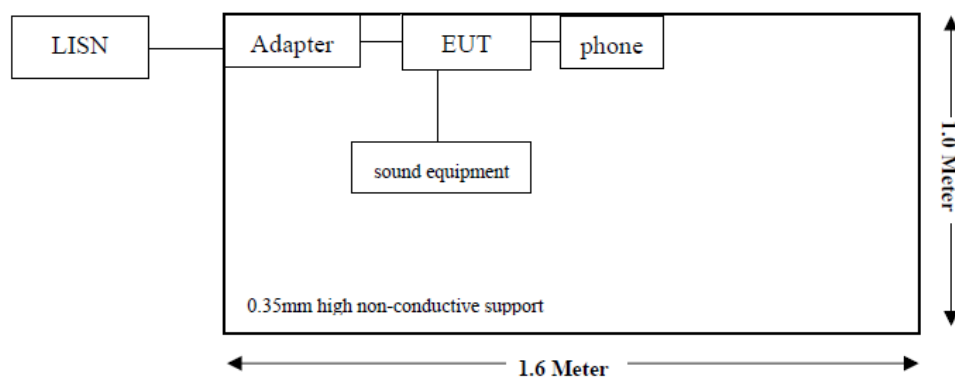 LISN
Adapter
EUT
phone
sound equipment
0.35mm high non-conductive support
1.0 Meter
1.6 Meter